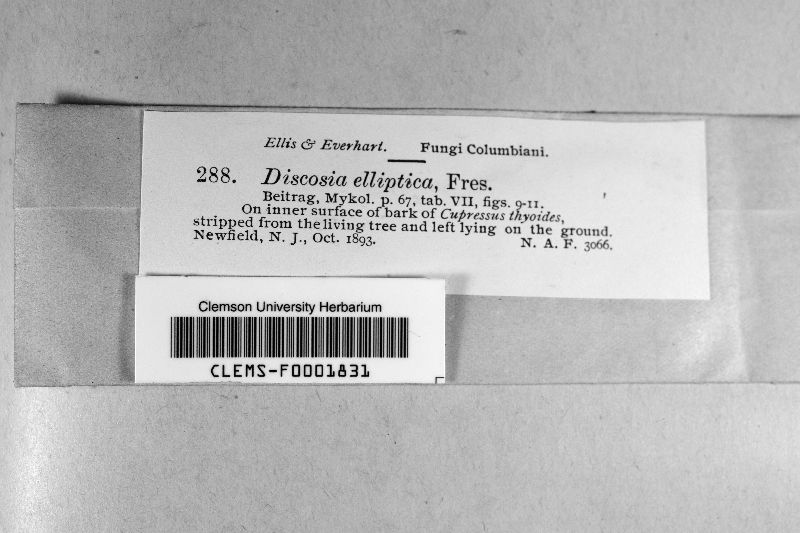 Ellis & Everhart. Fungi Columbiani.
288. Discosia elliptica, Fres.
Beitrag, Mykol. p. 67, tab. VII, figs. 9-11.
On inner surface of bark of Cupressus thyoides,
stripped from the living tree and left lying on the ground.
Newfield, N. J., Oct. 1893. N. A. F. 3066.
Clemson University Herbarium
CLEMS-F0001831